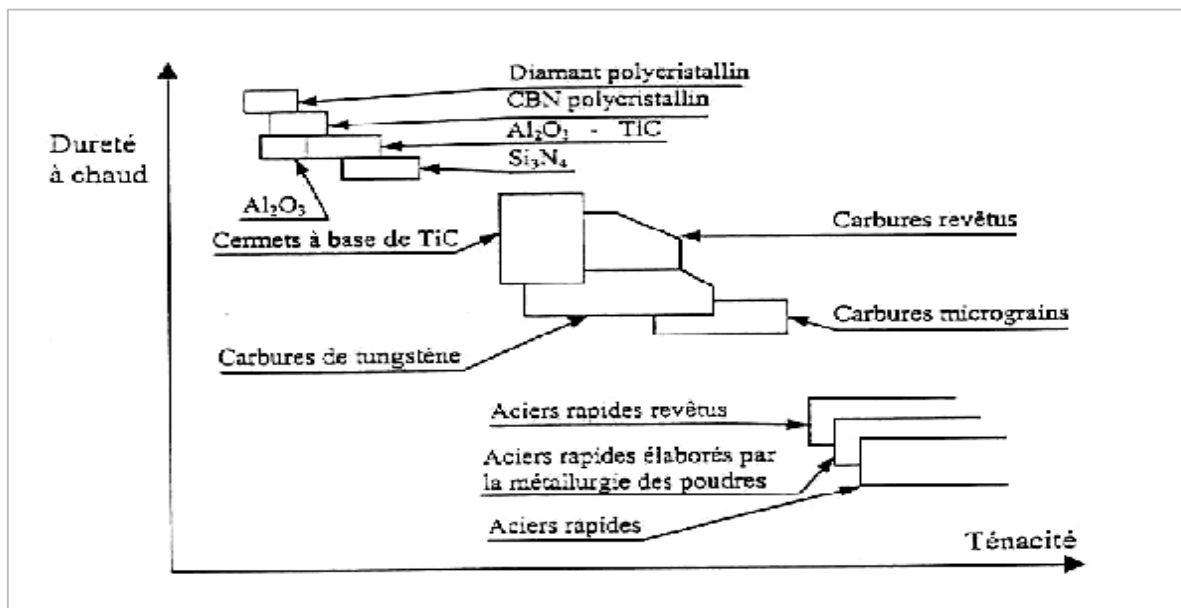 Diamant polycristallin
CBN polycristallin
Dureté
à chaud
Al₂O₃ - TiC
Si₃N₄
Al₂O₃
Cermets à base de TiC
Carbures revêtus
Carbures micrograins
Carbures de tungstène
Aciers rapides revêtus
Aciers rapides élaborés par
la métallurgie des poudres
Aciers rapides
Ténacité